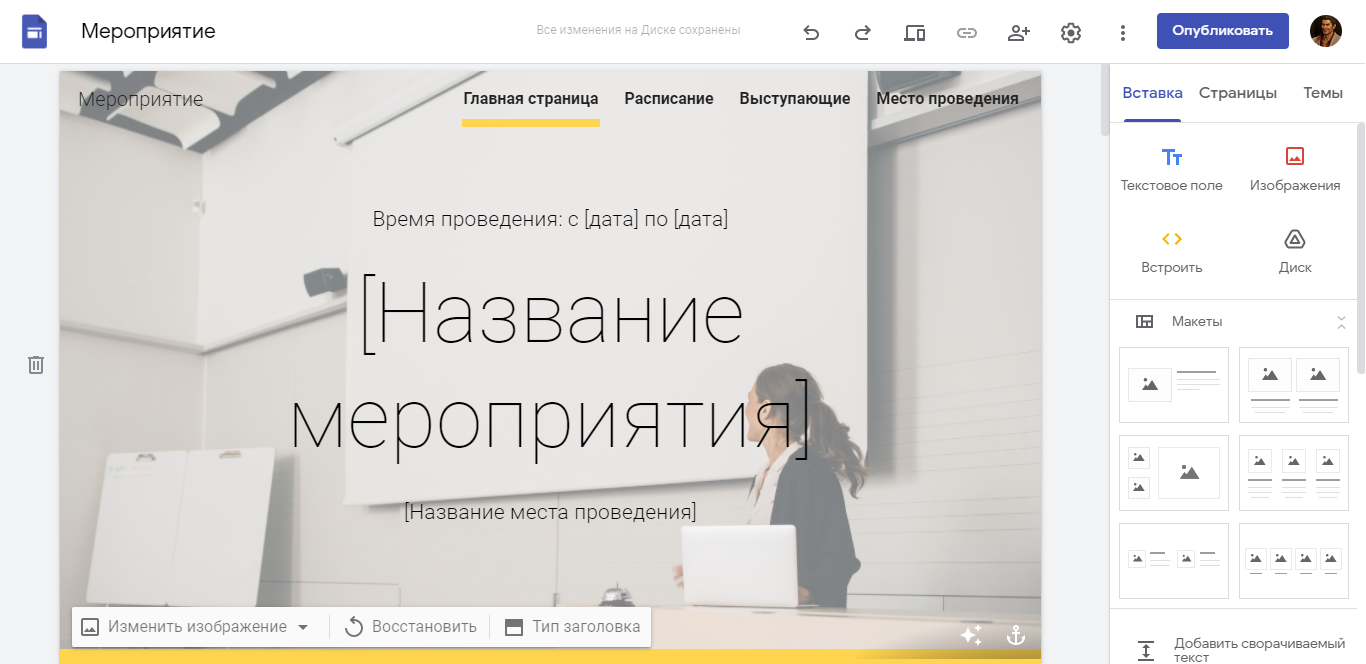 Мероприятие
Все изменения на Диске сохранены
Опубликовать
Мероприятие
Главная страница
Расписание
Выступающие
Место проведения
Время проведения: с [дата] по [дата]
[Название
мероприятия]
[Название места проведения]
Изменить изображение
Восстановить
Тип заголовка
Вставка
Страницы
Темы
Tт
Текстовое поле
Изображения
Встроить
Диск
Макеты
Добавить сворачиваемый
текст